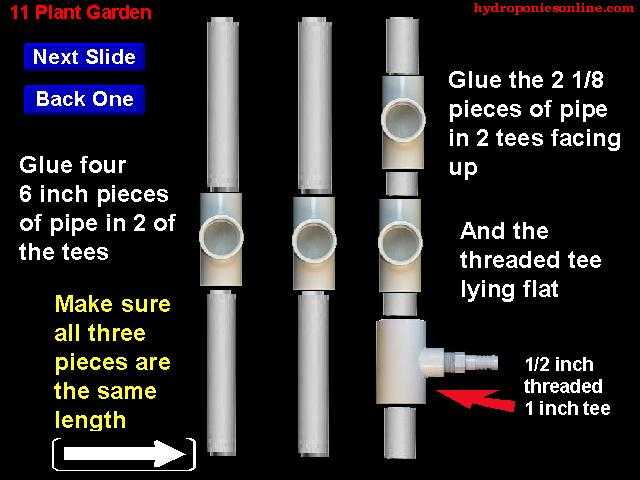 11 Plant Garden
hydroponicsonline.com
Next Slide
Back One
Glue the 2 1/8
pieces of pipe
in 2 tees facing
up
Glue four
6 inch pieces
of pipe in 2 of
the tees
And the
threaded tee
lying flat
Make sure
all three
pieces are
the same
length
1/2 inch
threaded
1 inch tee